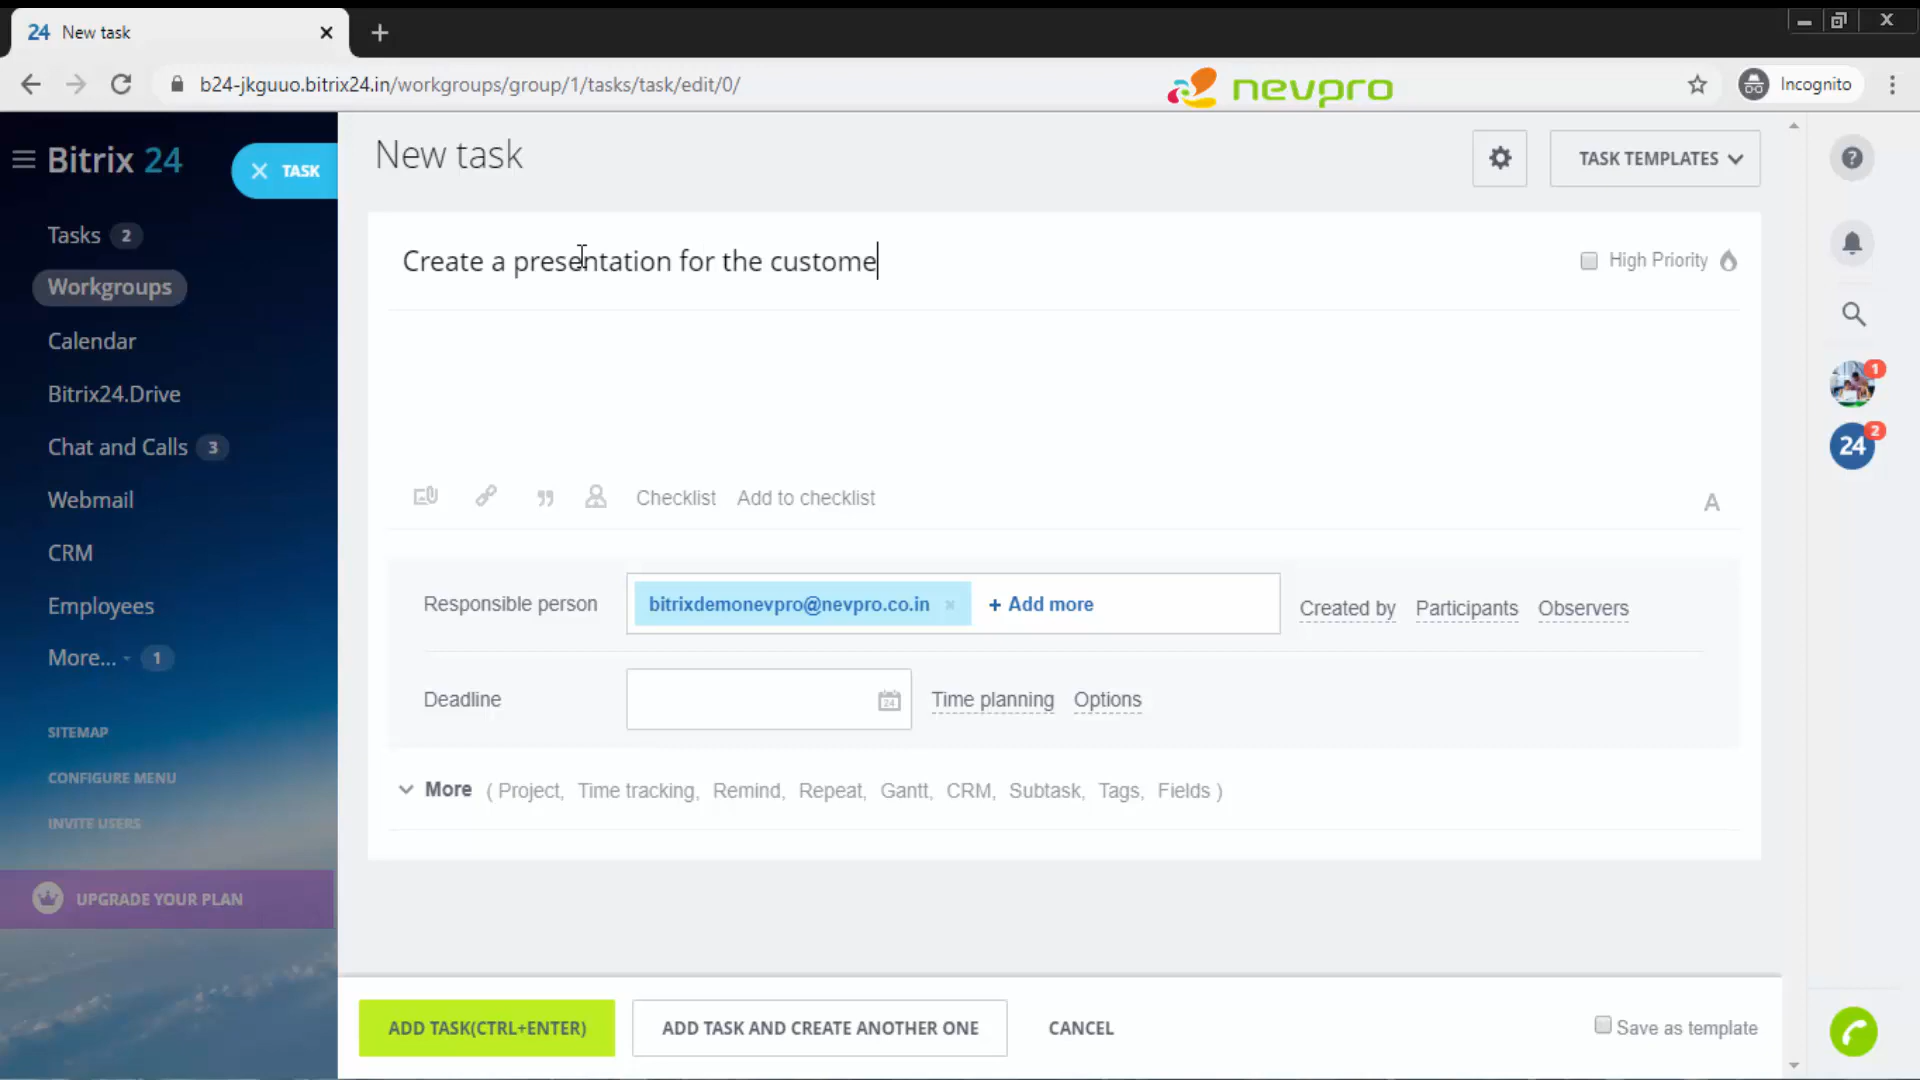 24 New task
b24-jkguuo.bitrix24.in/workgroups/group/1/tasks/task/edit/0/
nevpro
Incognito
Bitrix 24
TASK
New task
TASK TEMPLATES
Tasks 2
Workgroups
Calendar
Bitrix24.Drive
Chat and Calls 3
Webmail
CRM
Employees
More... 1
SITEMAP
CONFIGURE MENU
INVITE USERS
UPGRADE YOUR PLAN
Create a presentation for the custome
High Priority
Checklist Add to checklist
A
Responsible person
bitrixdemonevpro@nevpro.co.in
+ Add more
Created by Participants Observers
Deadline
24
Time planning Options
More ( Project, Time tracking, Remind, Repeat, Gantt, CRM, Subtask, Tags, Fields )
ADD TASK(CTRL+ENTER)
ADD TASK AND CREATE ANOTHER ONE
CANCEL
Save as template
?
1
24
2